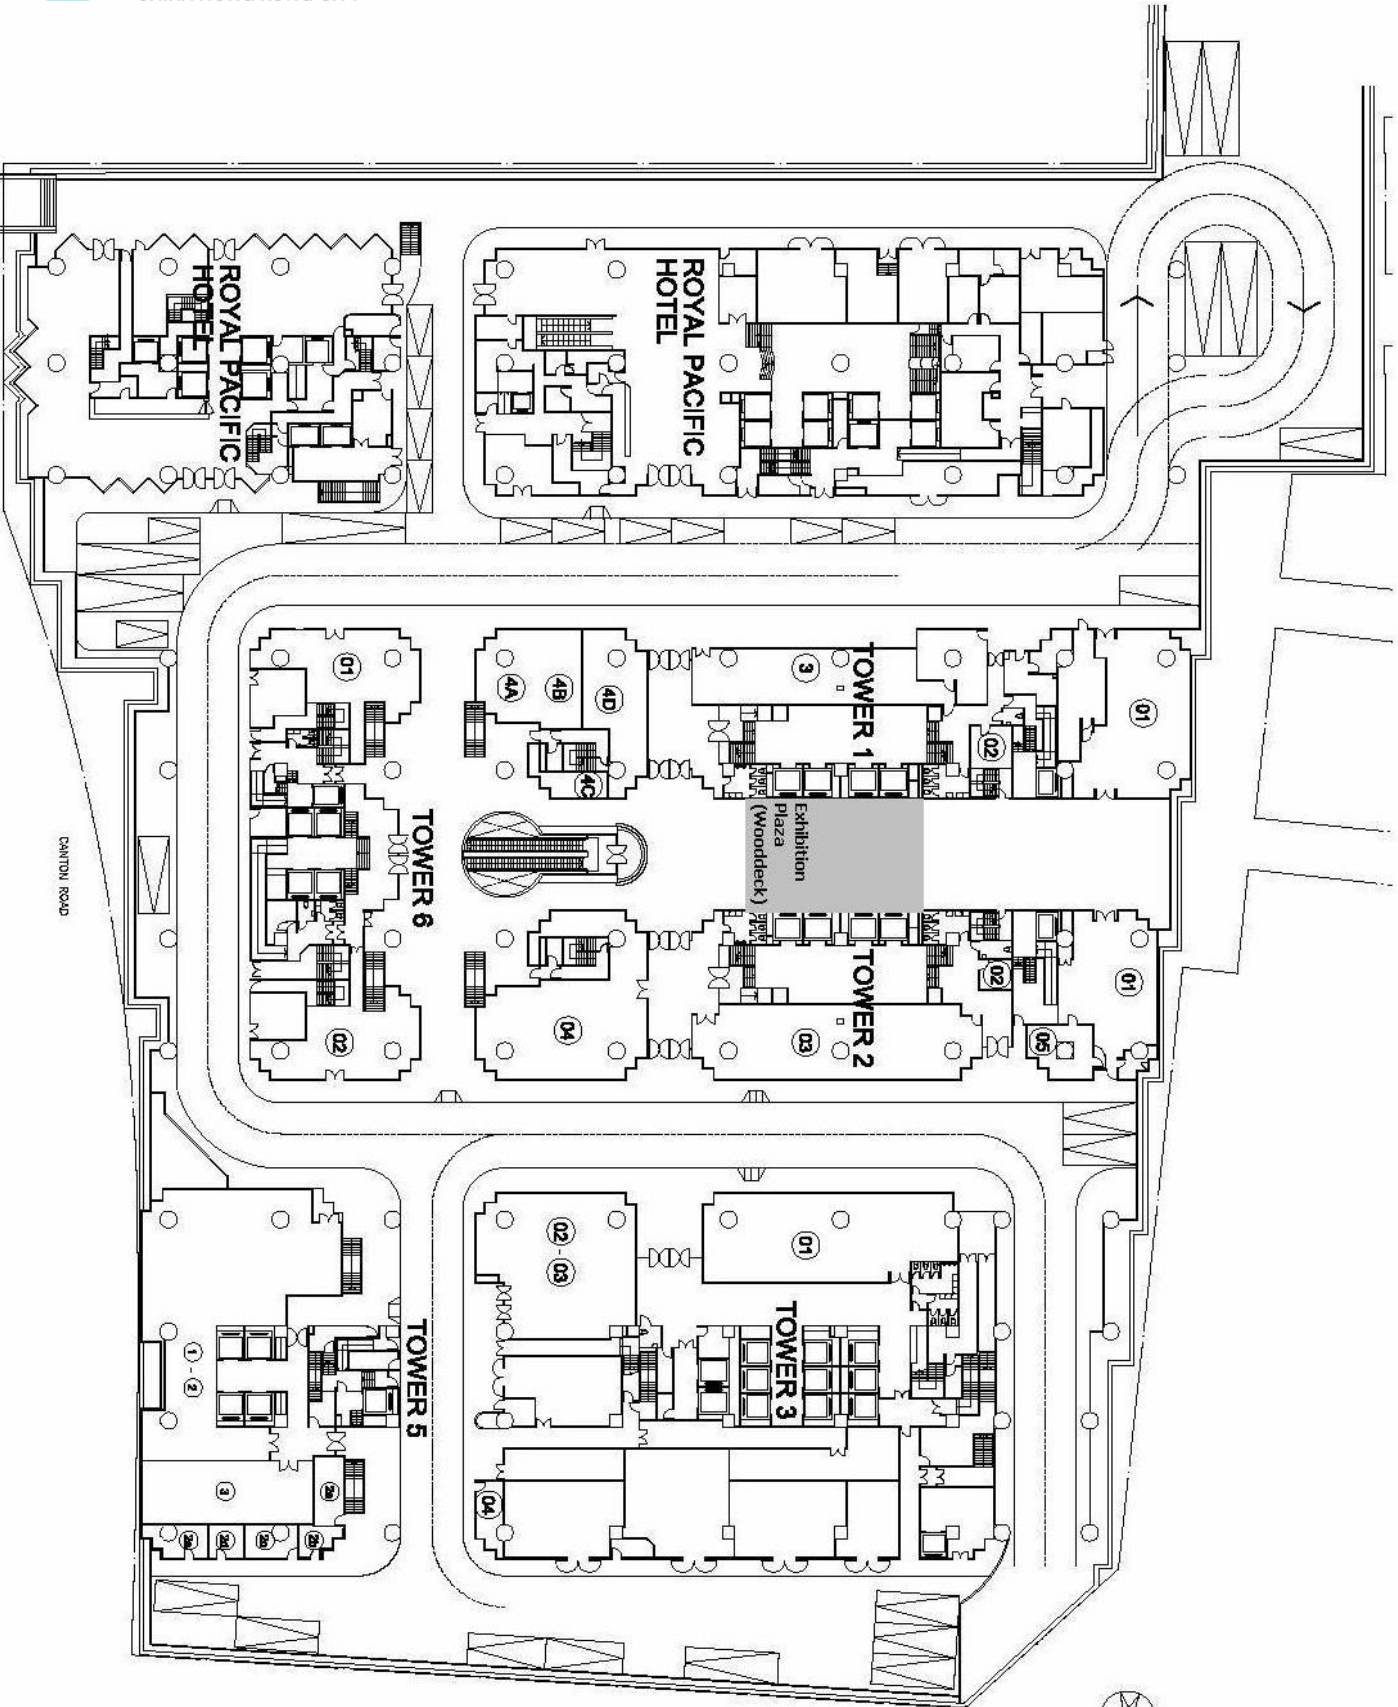 ROYAL PACIFIC
HOTEL
ROYAL PACIFIC
HOTEL
01
4A
4B
4D
4C
3
TOWER 1
02
01
TOWER 6
Exhibition
Plaza
(Wooddeck)
CANTON ROAD
02
04
03
TOWER 2
02
01
05
02
-
03
01
TOWER 3
04
TOWER 5
1
-
2
3
2a
2b